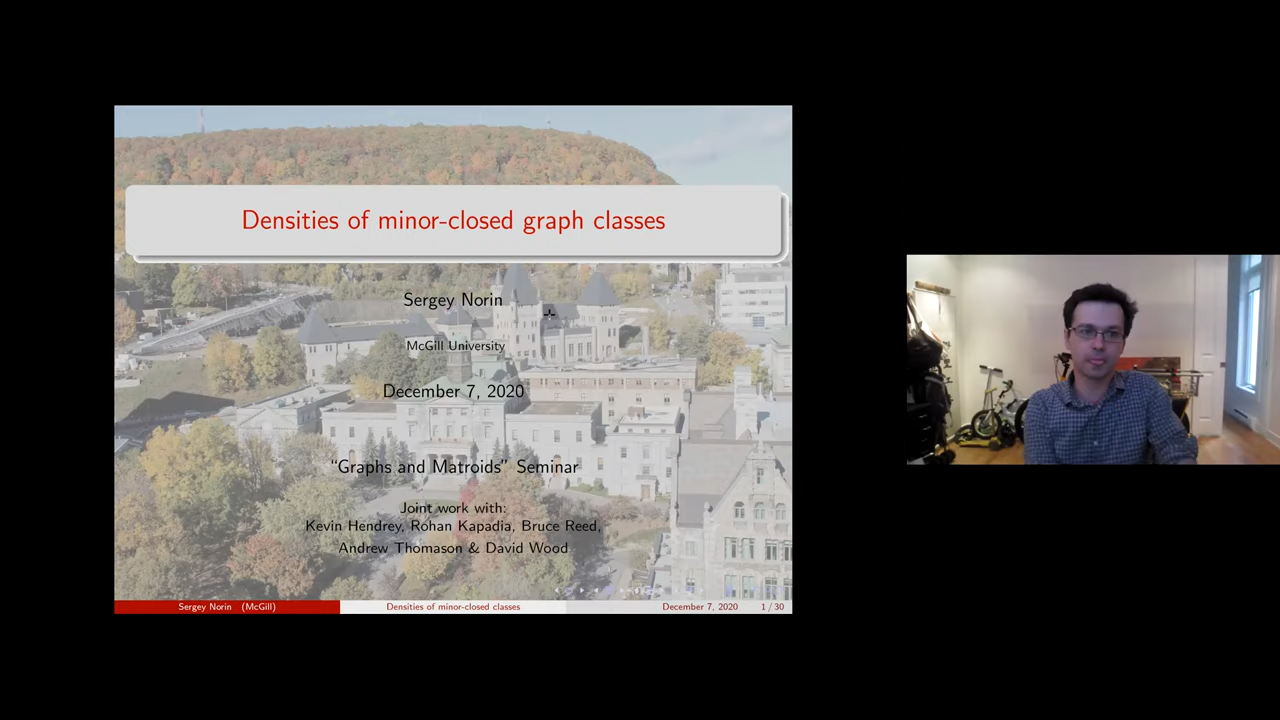 Densities of minor-closed graph classes
Sergey Norin
McGill University
December 7, 2020
“Graphs and Matroids” Seminar
Joint work with:
Kevin Hendrey, Rohan Kapadia, Bruce Reed,
Andrew Thomason & David Wood
Sergey Norin (McGill) Densities of minor-closed classes December 7, 2020 1 / 30